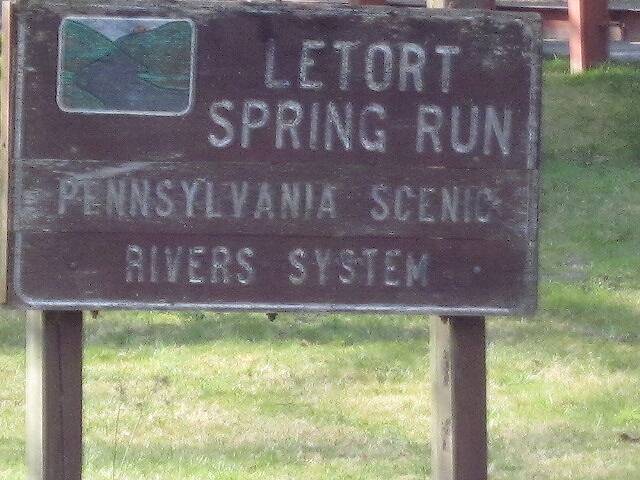 LETORT
SPRING RUN
PENNSYLVANIA SCENIC
RIVERS SYSTEM